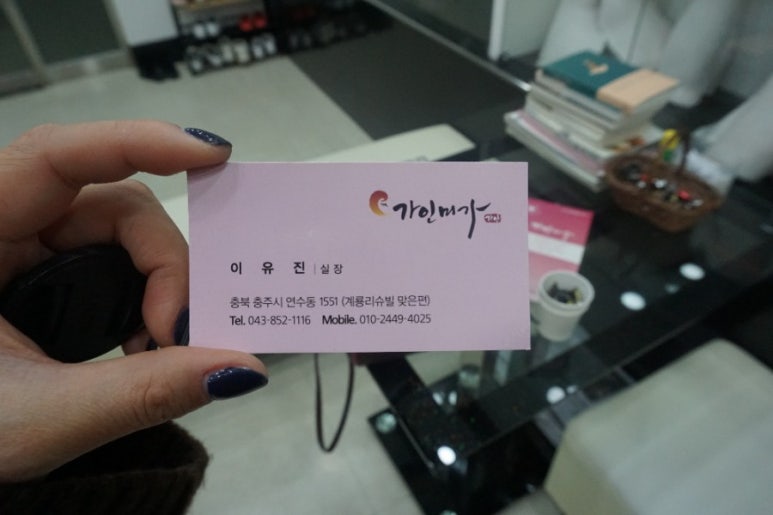 가인미가
이 유 진 | 실장
충북 충주시 연수동 1551 (계룡리슈빌 맞은편)
Tel. 043-852-1116 Mobile. 010-2449-4025